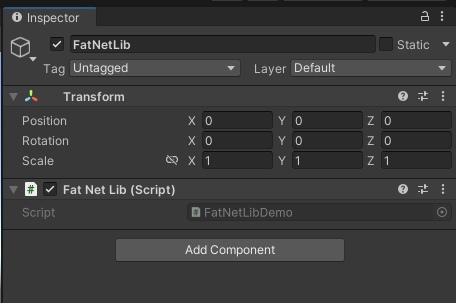 Inspector
FatNetLib
Static
Tag Untagged Layer Default
Transform
Position X 0 Y 0 Z 0
Rotation X 0 Y 0 Z 0
Scale X 1 Y 1 Z 1
# Fat Net Lib (Script)
Script # FatNetLibDemo
Add Component